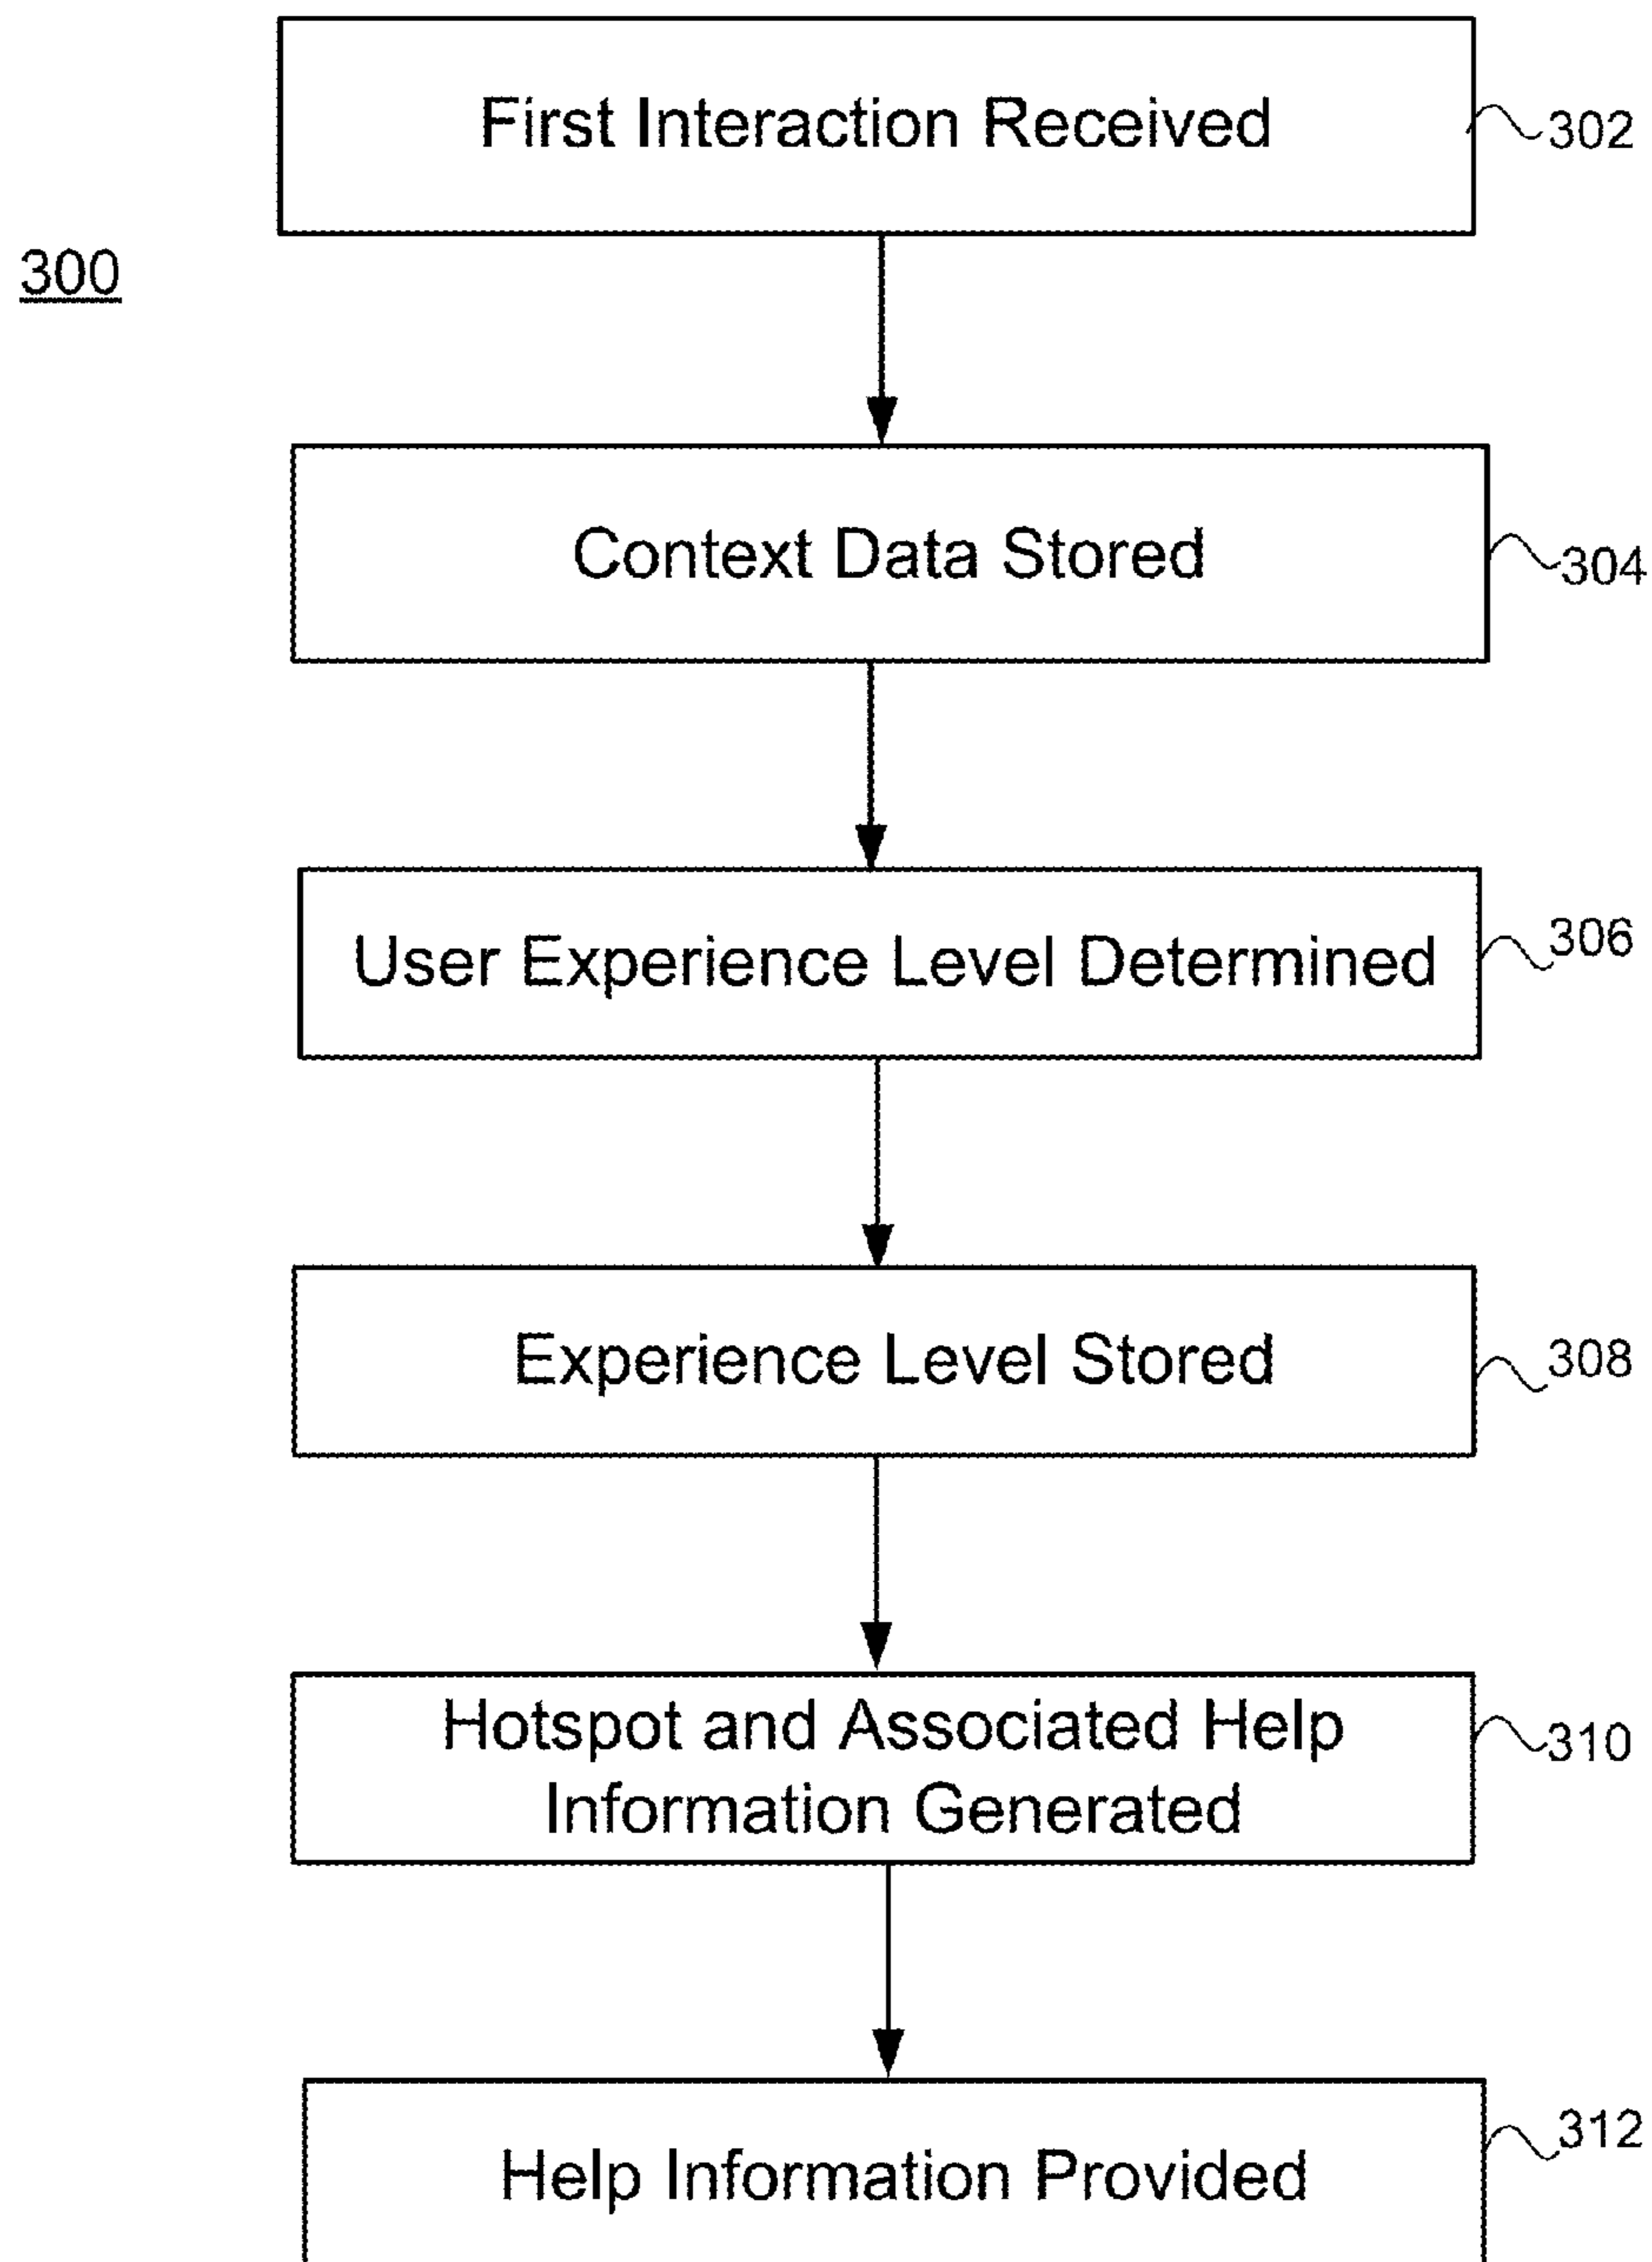 First Interaction Received
302
300
Context Data Stored
304
User Experience Level Determined
306
Experience Level Stored
308
Hotspot and Associated Help
Information Generated
310
Help Information Provided
312